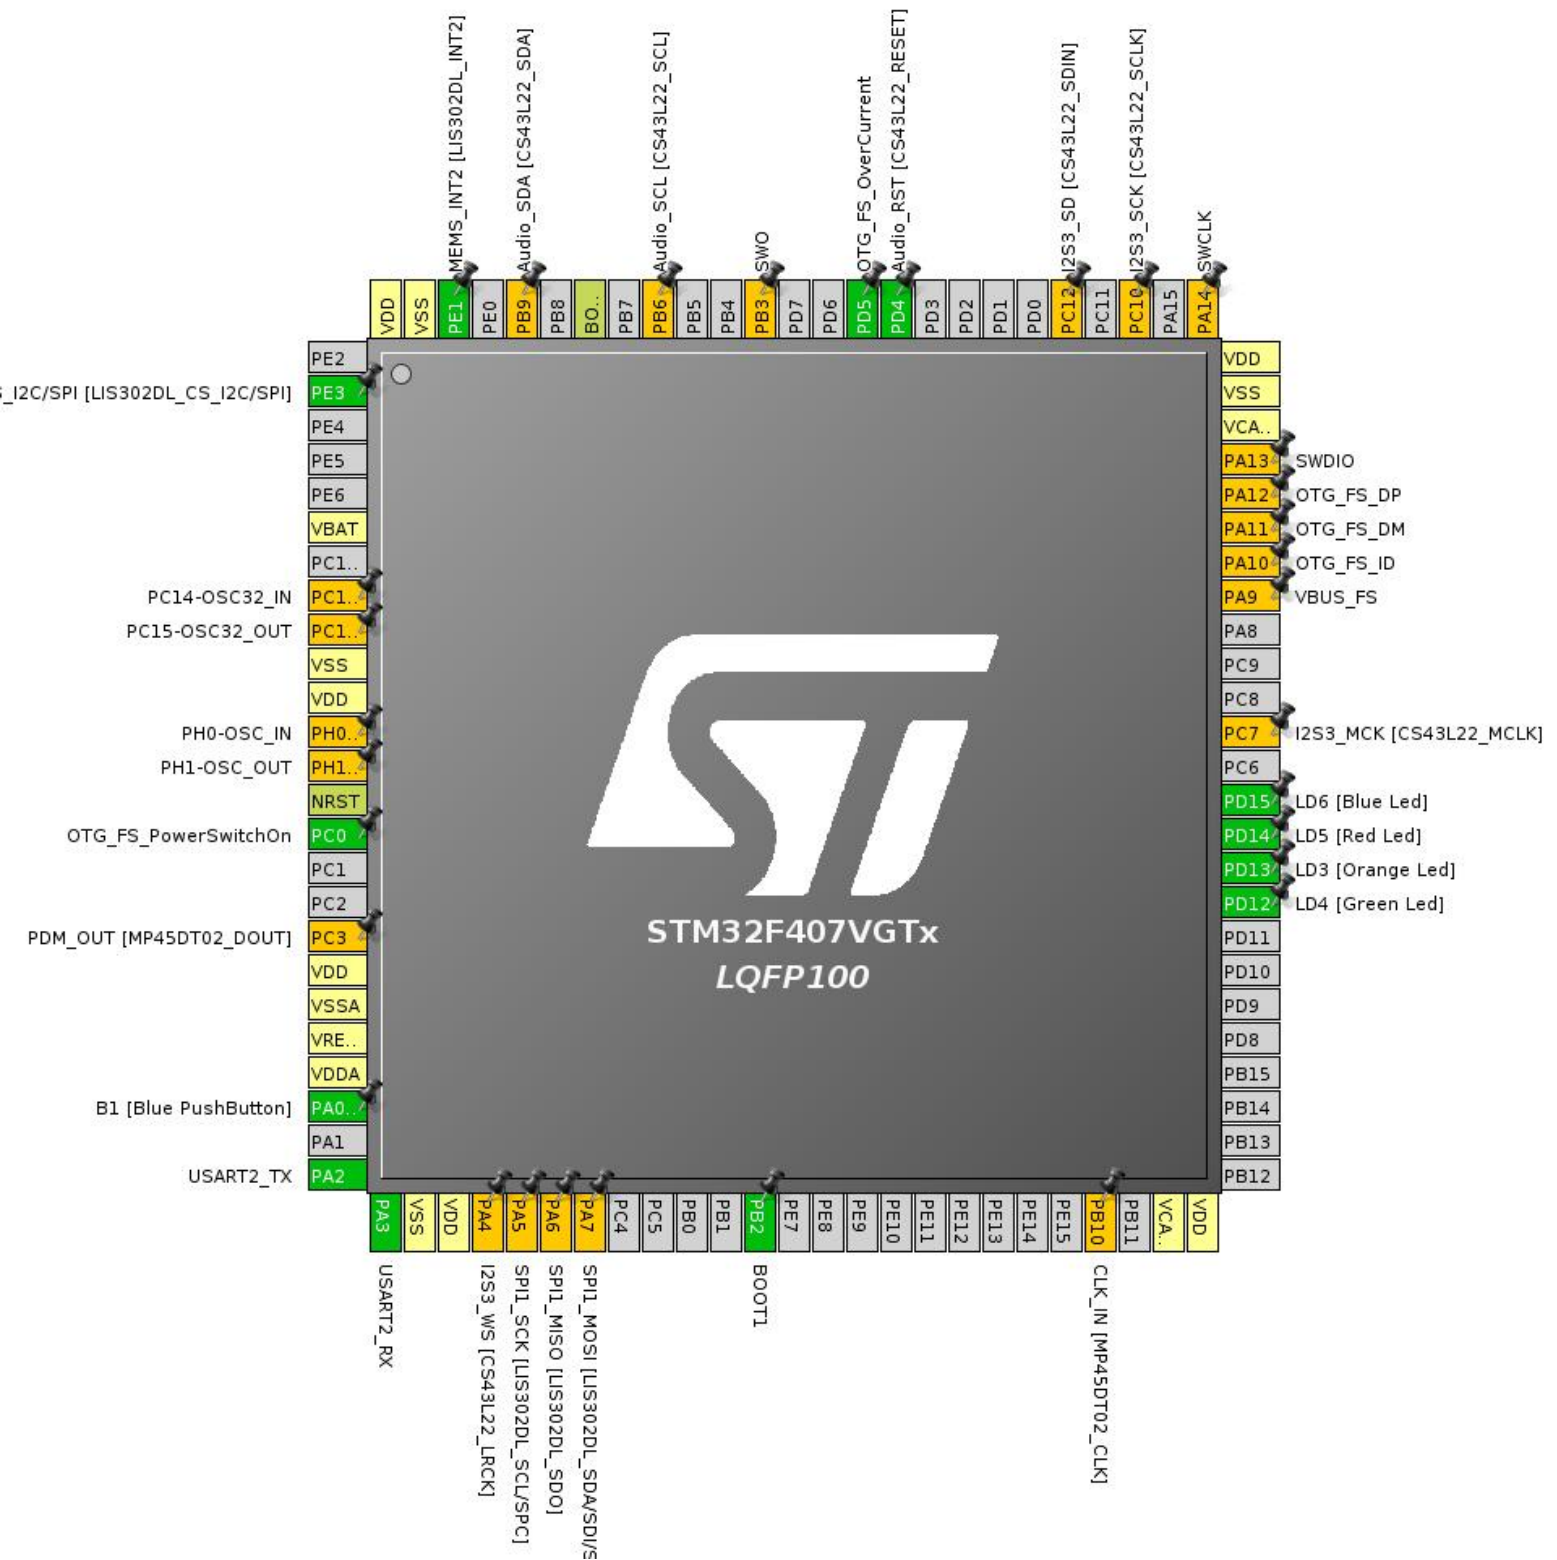 MEMS_INT2 [LIS302DL_INT2]
Audio_SDA [CS43L22_SDA]
Audio_SCL [CS43L22_SCL]
SWO
OTG_FS_OverCurrent
Audio_RST [CS43L22_RESET]
I2S3_SD [CS43L22_SDIN]
I2S3_SCK [CS43L22_SCLK]
SWCLK
VDD
VSS
PE1
PE0
PB9
PB8
BO..
PB7
PB6
PB5
PB4
PB3
PD7
PD6
PD5
PD4
PD3
PD2
PD1
PD0
PC12
PC11
PC10
PA15
PA14
PE2
_I2C/SPI [LIS302DL_CS_I2C/SPI] PE3
PE4
PE5
PE6
VBAT
PC1..
PC14-OSC32_IN PC1..
PC15-OSC32_OUT PC1..
VSS
VDD
PH0-OSC_IN PH0..
PH1-OSC_OUT PH1..
NRST
OTG_FS_PowerSwitchOn PC0
PC1
PC2
PDM_OUT [MP45DT02_DOUT] PC3
VDD
VSSA
VRE..
VDDA
B1 [Blue PushButton] PA0..
PA1
USART2_TX PA2
STM32F407VGTx
LQFP100
VDD
VSS
VCA..
PA13 SWDIO
PA12 OTG_FS_DP
PA11 OTG_FS_DM
PA10 OTG_FS_ID
PA9 VBUS_FS
PA8
PC9
PC8
PC7 I2S3_MCK [CS43L22_MCLK]
PC6
PD15 LD6 [Blue Led]
PD14 LD5 [Red Led]
PD13 LD3 [Orange Led]
PD12 LD4 [Green Led]
PD11
PD10
PD9
PD8
PB15
PB14
PB13
PB12
PA3
VSS
VDD
PA4
PA5
PA6
PA7
PC4
PC5
PB0
PB1
PB2
PE7
PE8
PE9
PE10
PE11
PE12
PE13
PE14
PE15
PB10
PB11
VCA..
VDD
USART2_RX
I2S3_WS [CS43L22_LRCK]
SPI1_SCK [LIS302DL_SCL/SPC]
SPI1_MISO [LIS302DL_SDO]
SPI1_MOSI [LIS302DL_SDA/SDI/S
BOOT1
CLK_IN [MP45DT02_CLK]